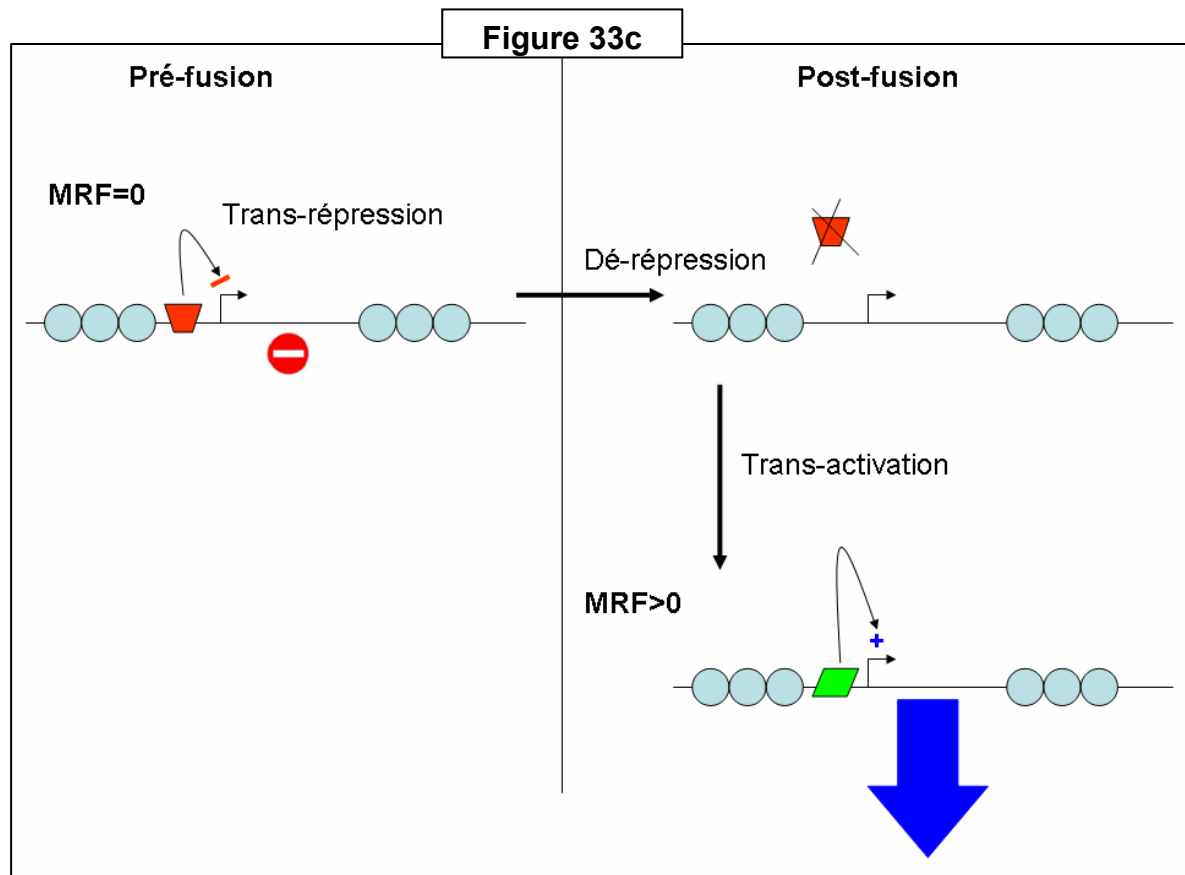 Figure 33c
Pré-fusion
Post-fusion
MRF=0
Trans-répression
Dé-répression
Trans-activation
MRF>0
+